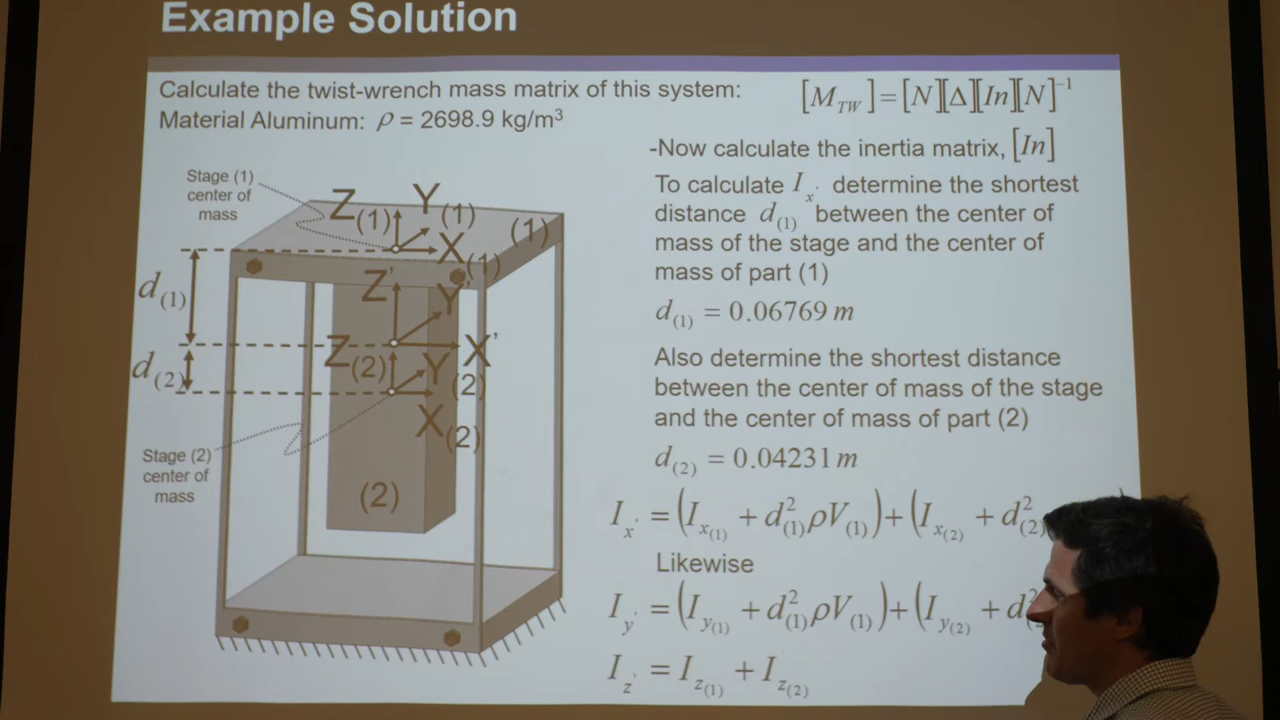 Example Solution
Calculate the twist-wrench mass matrix of this system:
Material Aluminum: ρ = 2698.9 kg/m³
[M_TW] = [N][Δ][In][N]⁻¹
-Now calculate the inertia matrix, [In]
To calculate I_x' determine the shortest
distance d_(1) between the center of
mass of the stage and the center of
mass of part (1)
d_(1) = 0.06769 m
Also determine the shortest distance
between the center of mass of the stage
and the center of mass of part (2)
d_(2) = 0.04231 m
I_x' = (I_x(1) + d²_(1) ρV_(1)) + (I_x(2) + d²_(2)
Likewise
I_y' = (I_y(1) + d²_(1) ρV_(1)) + (I_y(2) + d²
I_z' = I_z(1) + I_z(2)
Stage (1)
center of
mass
Z_(1)
Y_(1)
X_(1)
(1)
d_(1)
Z'
Y'
X'
d_(2)
Z_(2)
Y_(2)
X_(2)
Stage (2)
center of
mass
(2)